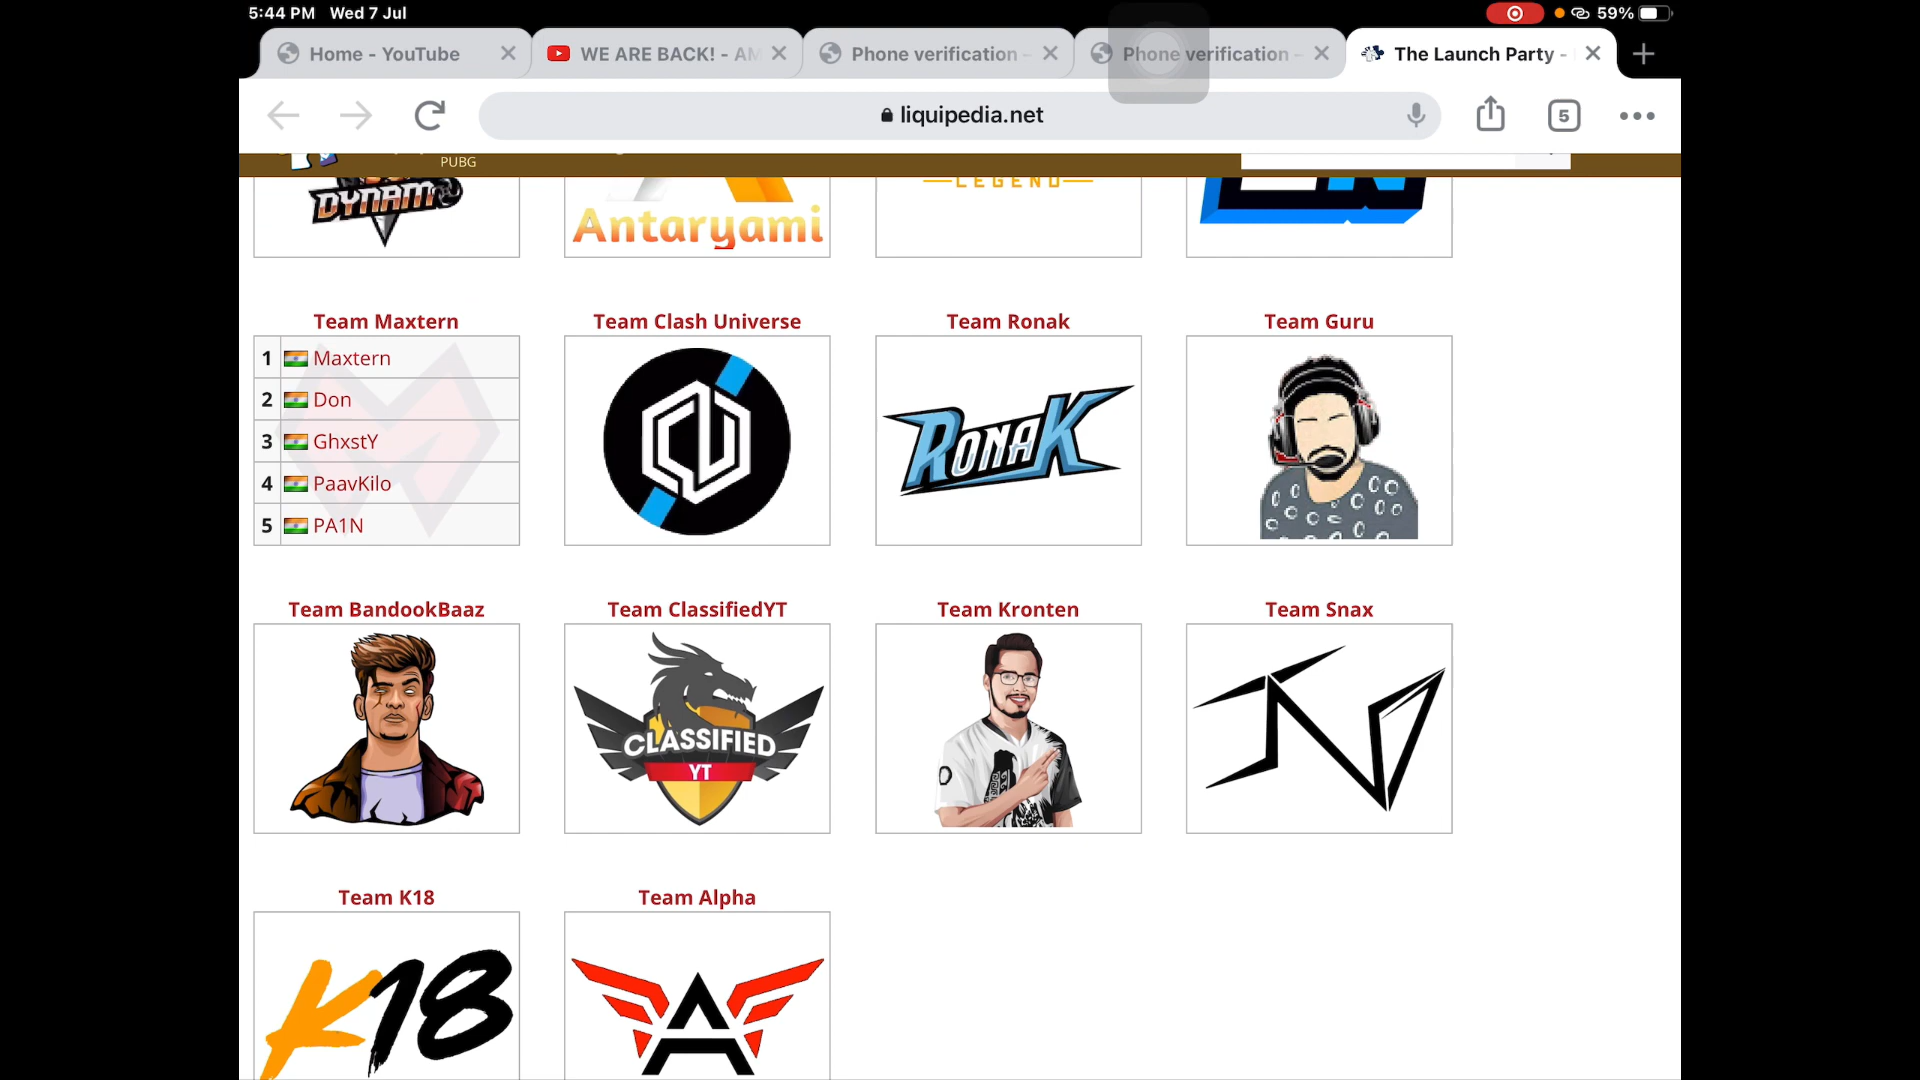 5:44 PM Wed 7 Jul
59%
Home - YouTube
WE ARE BACK! - AM
Phone verification -
Phone verification -
The Launch Party -
liquipedia.net
5
PUBG
DYNAMO
Antaryami
LEGEND
Team Maxtern
Team Clash Universe
Team Ronak
Team Guru
1 Maxtern
2 Don
3 GhxstY
4 PaavKilo
5 PA1N
RONAK
Team BandookBaaz
Team ClassifiedYT
Team Kronten
Team Snax
CLASSIFIED
YT
Team K18
Team Alpha
K18
A